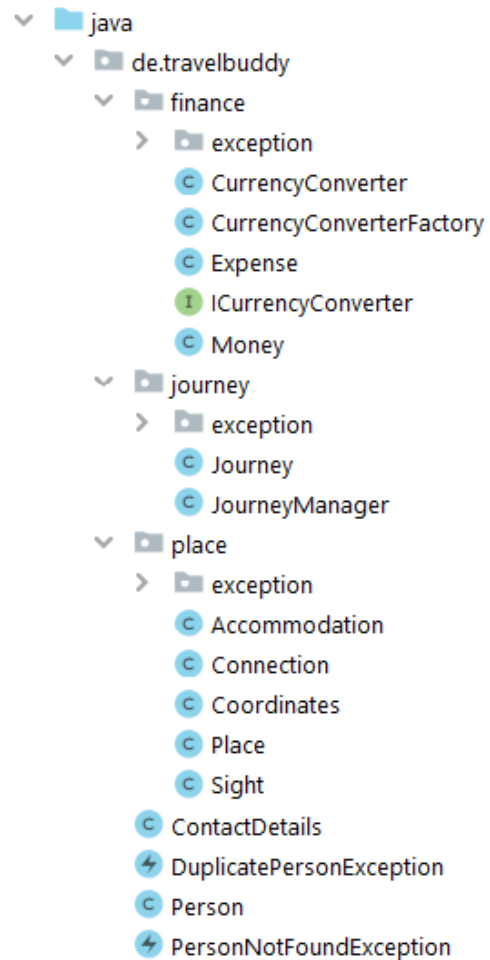 java
de.travelbuddy
finance
exception
C CurrencyConverter
C CurrencyConverterFactory
C Expense
I ICurrencyConverter
C Money
journey
exception
C Journey
C JourneyManager
place
exception
C Accommodation
C Connection
C Coordinates
C Place
C Sight
C ContactDetails
DuplicatePersonException
C Person
PersonNotFoundException